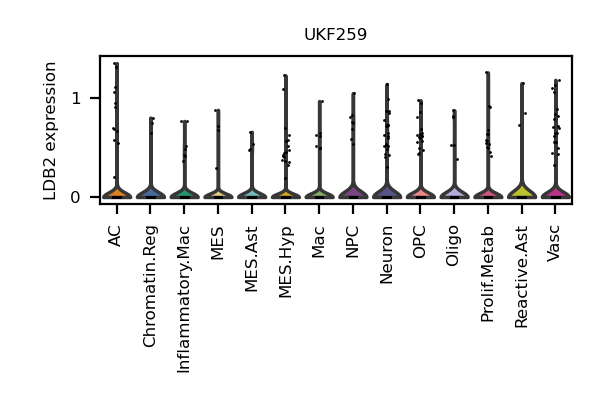 UKF259
LDB2 expression
1
0
AC
Chromatin.Reg
Inflammatory.Mac
MES
MES.Ast
MES.Hyp
Mac
NPC
Neuron
OPC
Oligo
Prolif.Metab
Reactive.Ast
Vasc